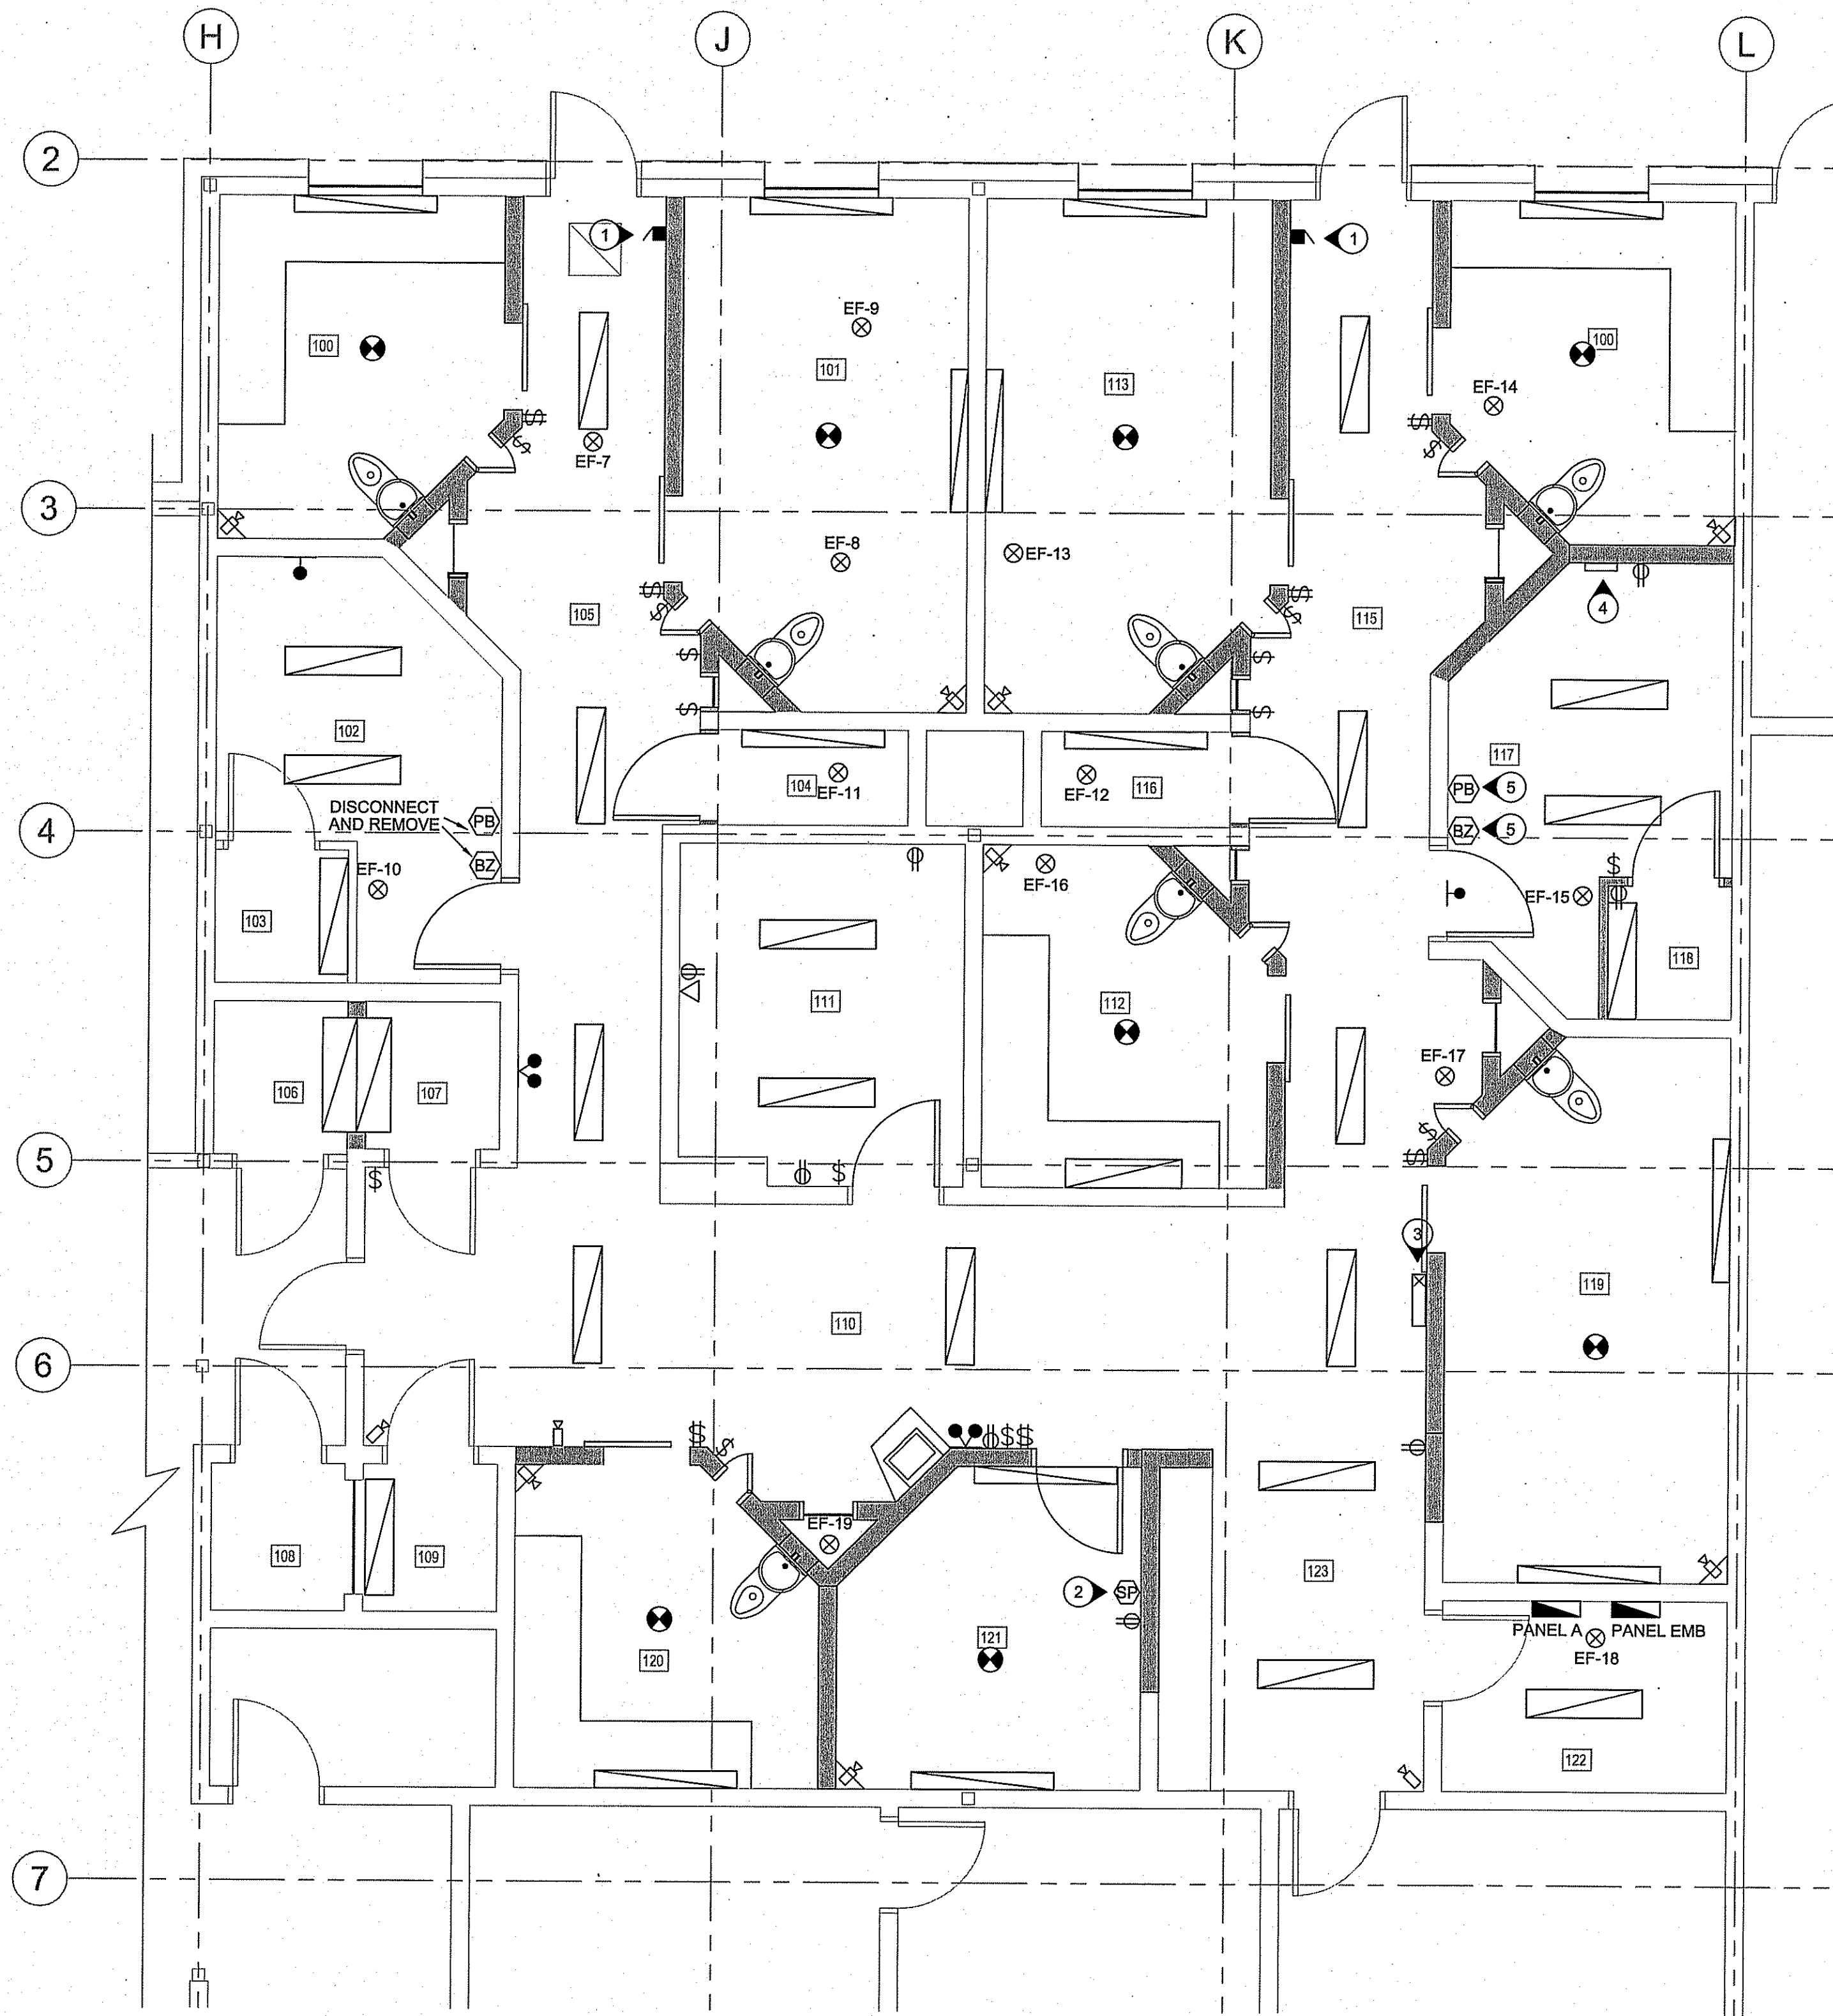 H
J
K
L
2
1
1
EF-9
100
101
113
100
EF-14
EF-7
$
$
$
$
3
EF-8
EF-13
105
$
$
$
$
115
4
$
$
$
$
102
117
104
EF-11
EF-12
116
DISCONNECT
AND REMOVE
PB
PB
5
4
BZ
5
BZ
EF-10
EF-16
$
EF-15
103
118
111
112
EF-17
106
107
$
5
$
$
$
3
119
110
6
$
$
$
$
EF-19
108
109
123
2
SP
PANEL A
PANEL EMB
EF-18
121
120
122
7